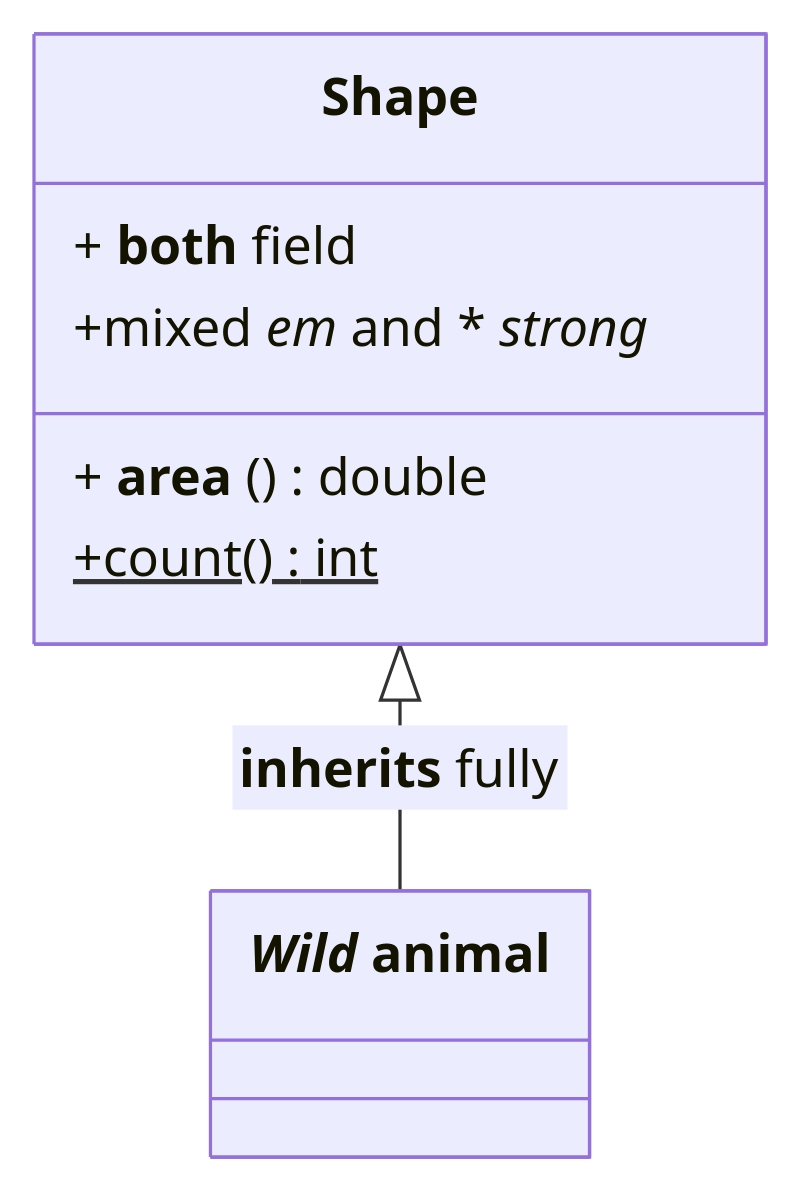 Shape
+ both field
+mixed em and * strong
+ area () : double
+count() : int
inherits fully
Wild animal